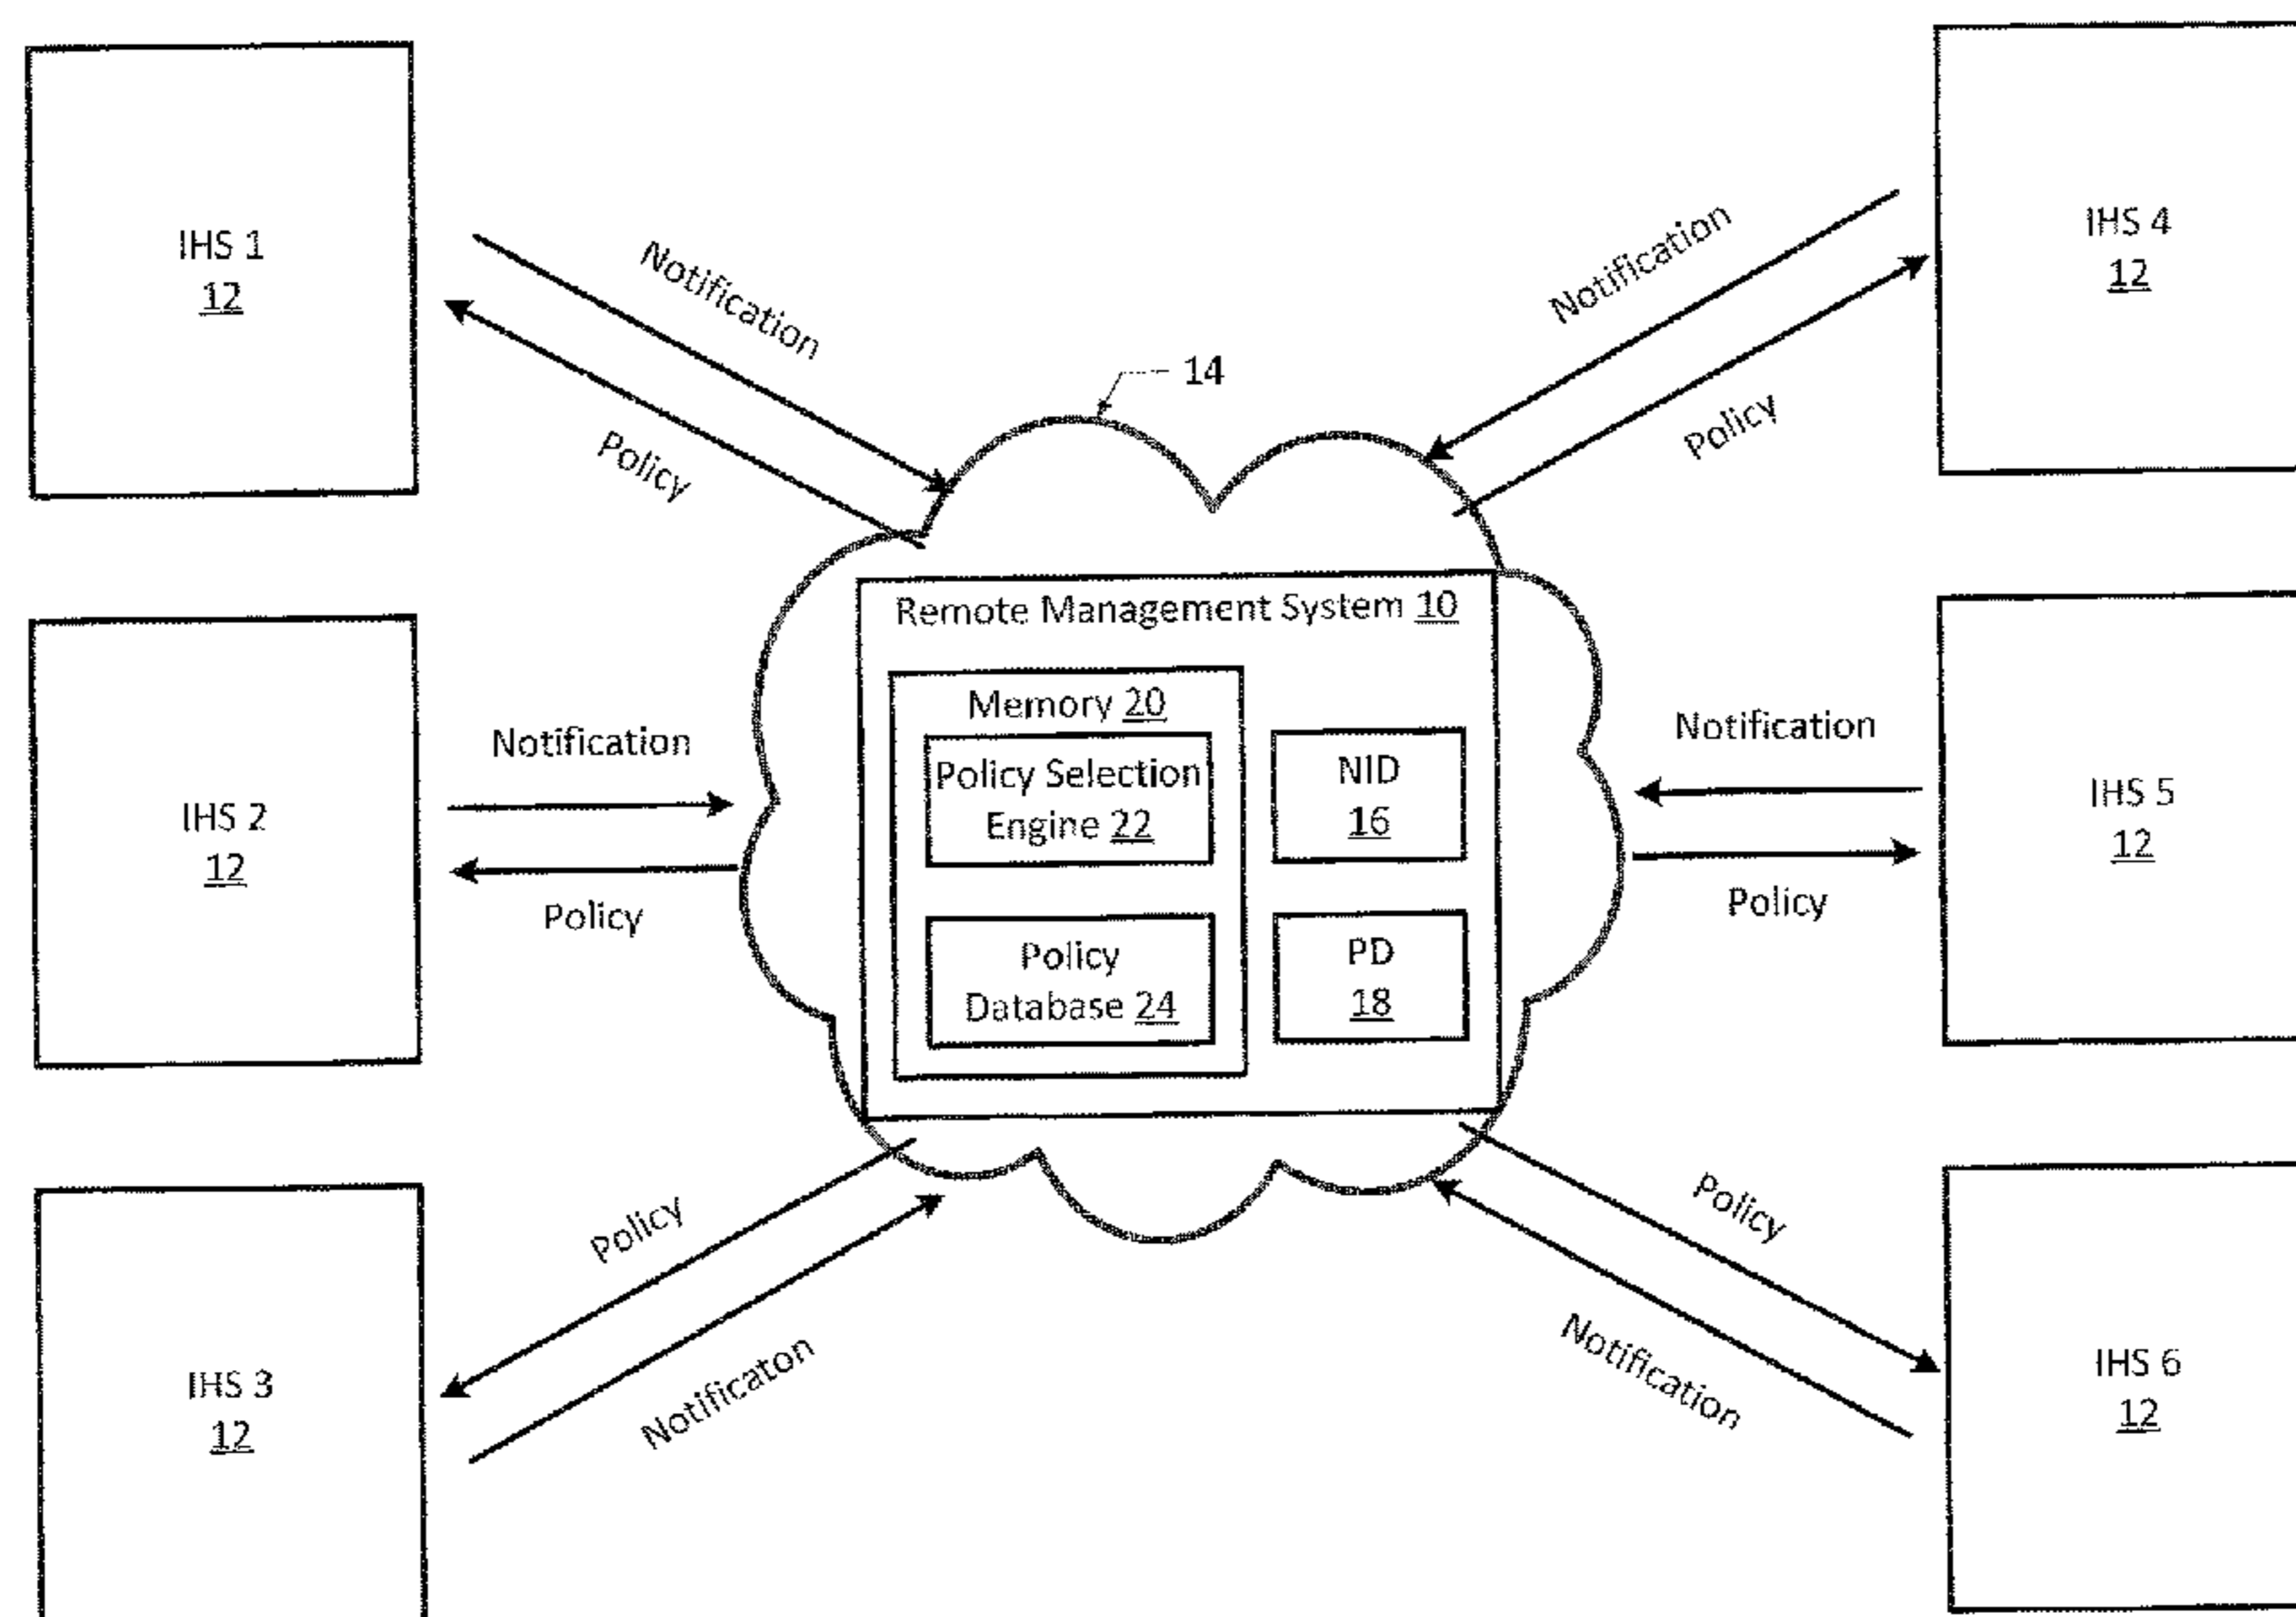 IHS 1
12
Notification
Policy
14
Notification
Policy
IHS 4
12
IHS 2
12
Notification
Policy
Remote Management System 10
Memory 20
Policy Selection
Engine 22
Policy
Database 24
NID
16
PD
18
Notification
Policy
IHS 5
12
IHS 3
12
Policy
Notificaton
Policy
Notification
IHS 6
12